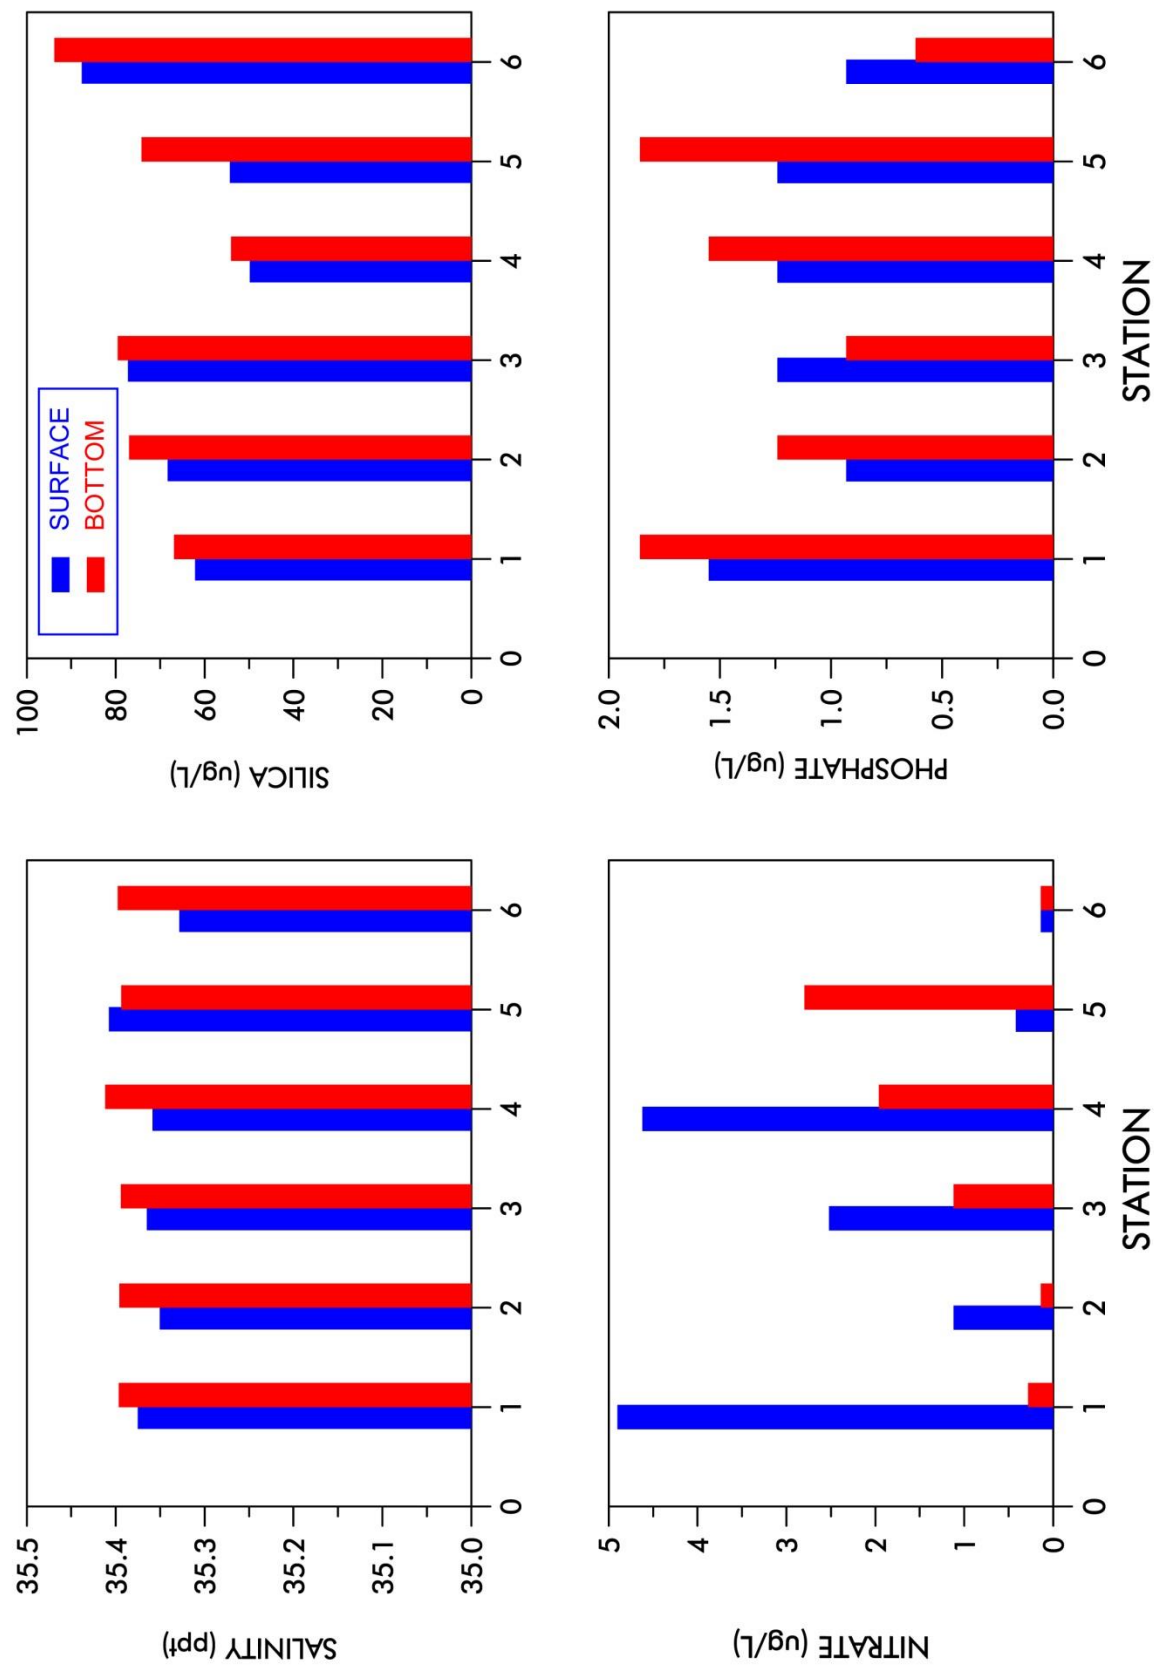 SALINITY (ppt)
35.5
35.4
35.3
35.2
35.1
35.0
0 1 2 3 4 5 6
SILICA (ug/L)
100
80
60
40
20
0
SURFACE
BOTTOM
0 1 2 3 4 5 6
NITRATE (ug/L)
5
4
3
2
1
0
0 1 2 3 4 5 6
STATION
PHOSPHATE (ug/L)
2.0
1.5
1.0
0.5
0.0
0 1 2 3 4 5 6
STATION